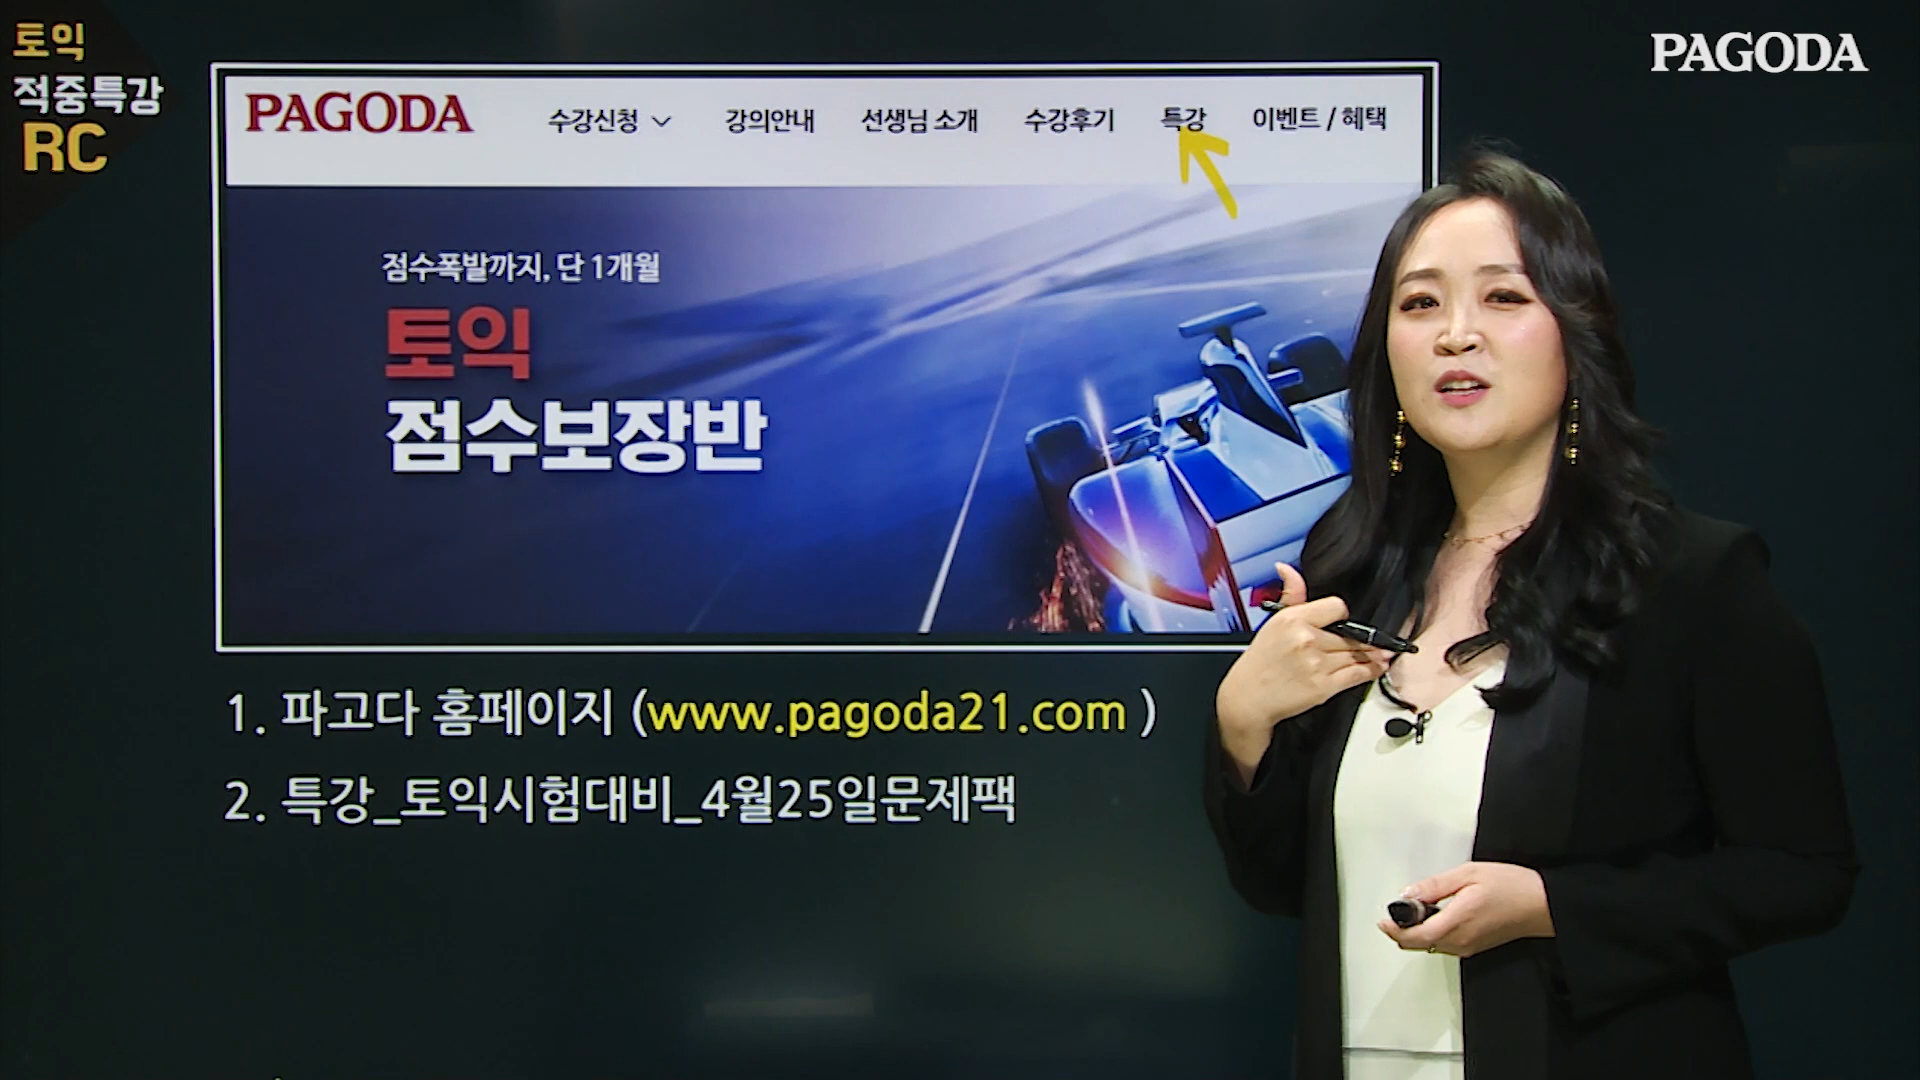 토익
적중특강
RC
PAGODA
PAGODA
수강신청
강의안내
선생님 소개
수강후기
특강
이벤트 / 혜택
점수폭발까지, 단 1개월
토익
점수보장반
1. 파고다 홈페이지 (www.pagoda21.com )
2. 특강_토익시험대비_4월25일문제팩